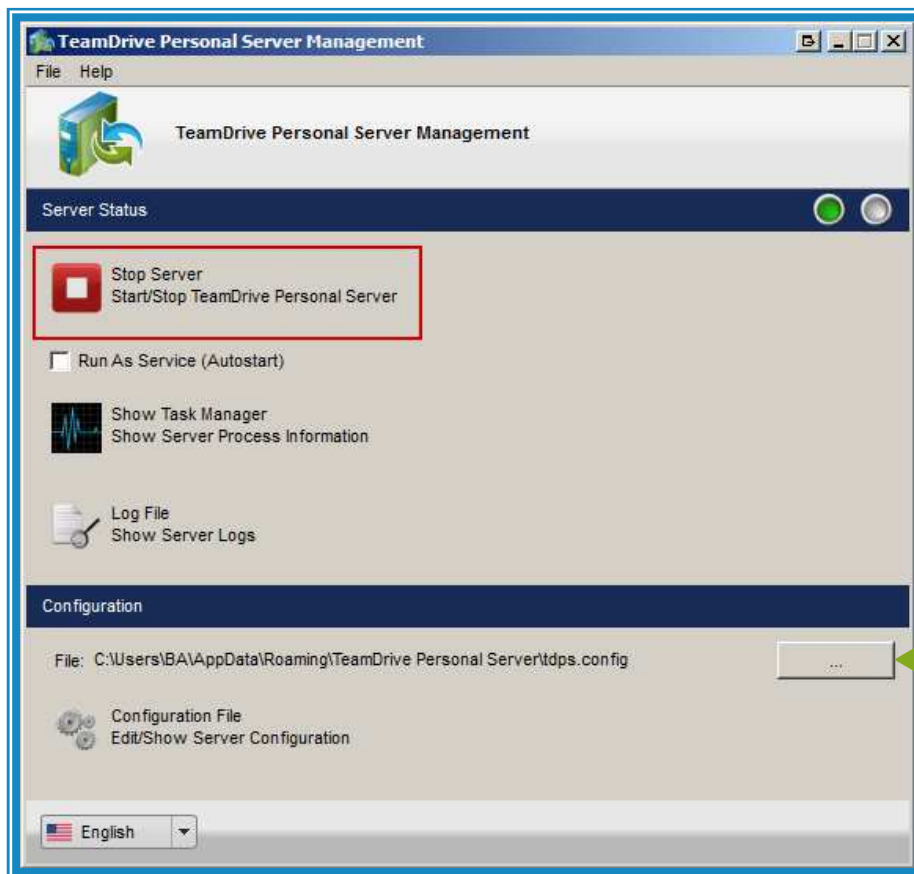 TeamDrive Personal Server Management
File Help
TeamDrive Personal Server Management
Server Status
Stop Server
Start/Stop TeamDrive Personal Server
Run As Service (Autostart)
Show Task Manager
Show Server Process Information
Log File
Show Server Logs
Configuration
File: C:\Users\BA\AppData\Roaming\TeamDrive Personal Server\tdps.config ...
Configuration File
Edit/Show Server Configuration
English